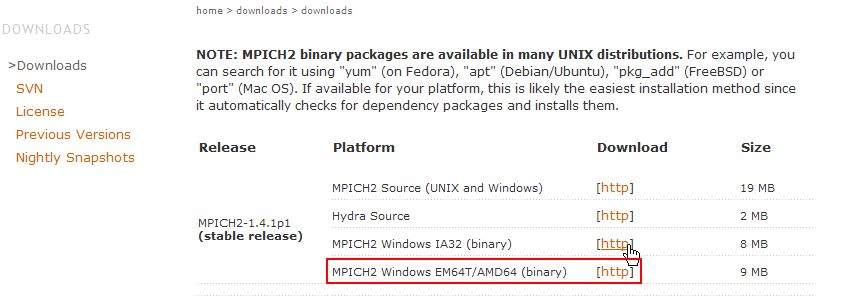 home > downloads > downloads
DOWNLOADS
>Downloads
SVN
License
Previous Versions
Nightly Snapshots
NOTE: MPICH2 binary packages are available in many UNIX distributions. For example, you
can search for it using "yum" (on Fedora), "apt" (Debian/Ubuntu), "pkg_add" (FreeBSD) or
"port" (Mac OS). If available for your platform, this is likely the easiest installation method since
it automatically checks for dependency packages and installs them.
Release Platform Download Size
MPICH2-1.4.1p1
(stable release)
MPICH2 Source (UNIX and Windows) [http] 19 MB
Hydra Source [http] 2 MB
MPICH2 Windows IA32 (binary) [http] 8 MB
MPICH2 Windows EM64T/AMD64 (binary) [http] 9 MB